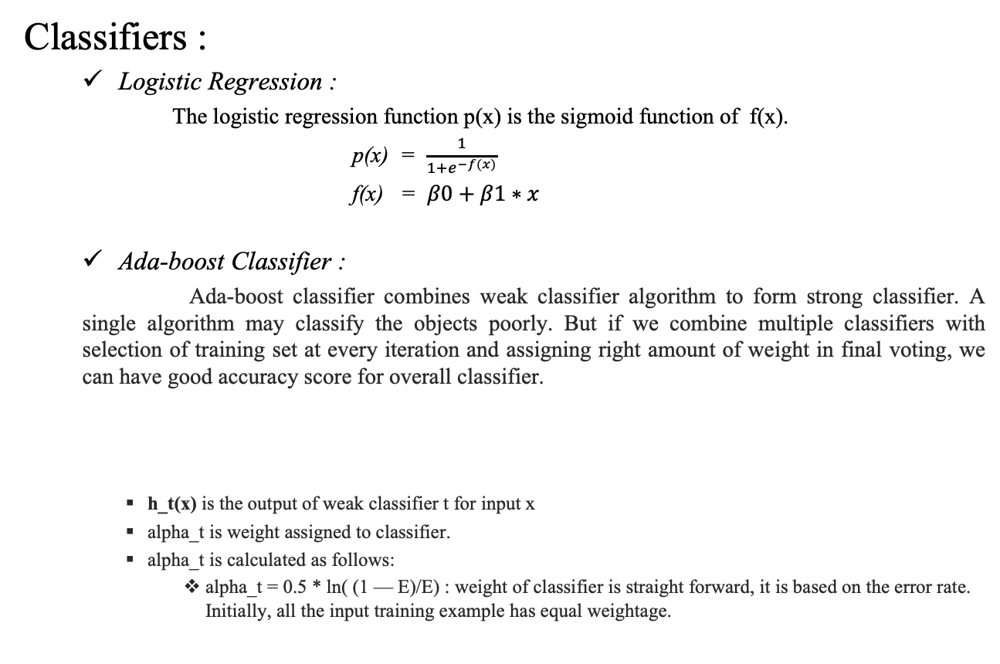 Classifiers :
✓ Logistic Regression :
The logistic regression function p(x) is the sigmoid function of f(x).
p(x) = 1 / 1+e^−f(x)
f(x) = β0 + β1 ∗ x
✓ Ada-boost Classifier :
Ada-boost classifier combines weak classifier algorithm to form strong classifier. A
single algorithm may classify the objects poorly. But if we combine multiple classifiers with
selection of training set at every iteration and assigning right amount of weight in final voting, we
can have good accuracy score for overall classifier.
▪ h_t(x) is the output of weak classifier t for input x
▪ alpha_t is weight assigned to classifier.
▪ alpha_t is calculated as follows:
❖ alpha_t = 0.5 * ln( (1 — E)/E) : weight of classifier is straight forward, it is based on the error rate.
Initially, all the input training example has equal weightage.